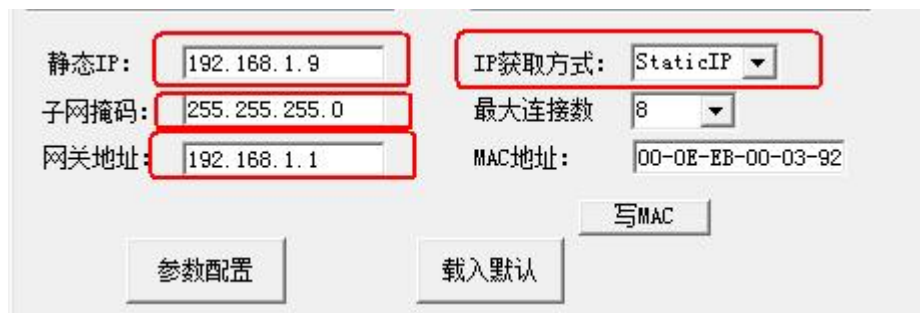 静态IP: 192.168.1.9 IP获取方式: StaticIP
子网掩码: 255.255.255.0 最大连接数 8
网关地址: 192.168.1.1 MAC地址: 00-0E-EB-00-03-92
写MAC
参数配置 载入默认